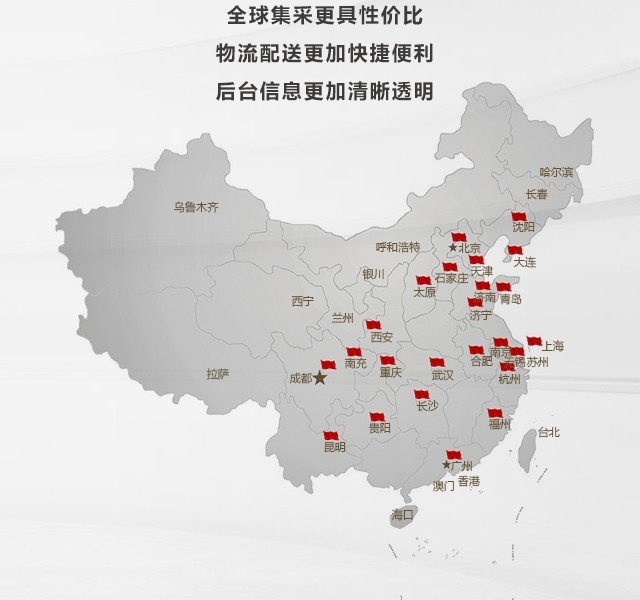 全球集采更具性价比
物流配送更加快捷便利
后台信息更加清晰透明
哈尔滨
长春
乌鲁木齐
沈阳
呼和浩特
北京
大连
天津
银川
石家庄
太原
济南
青岛
西宁
济宁
兰州
西安
上海
南京
合肥
无锡
苏州
南充
重庆
武汉
拉萨
成都
杭州
长沙
福州
贵阳
台北
昆明
广州
香港
澳门
海口